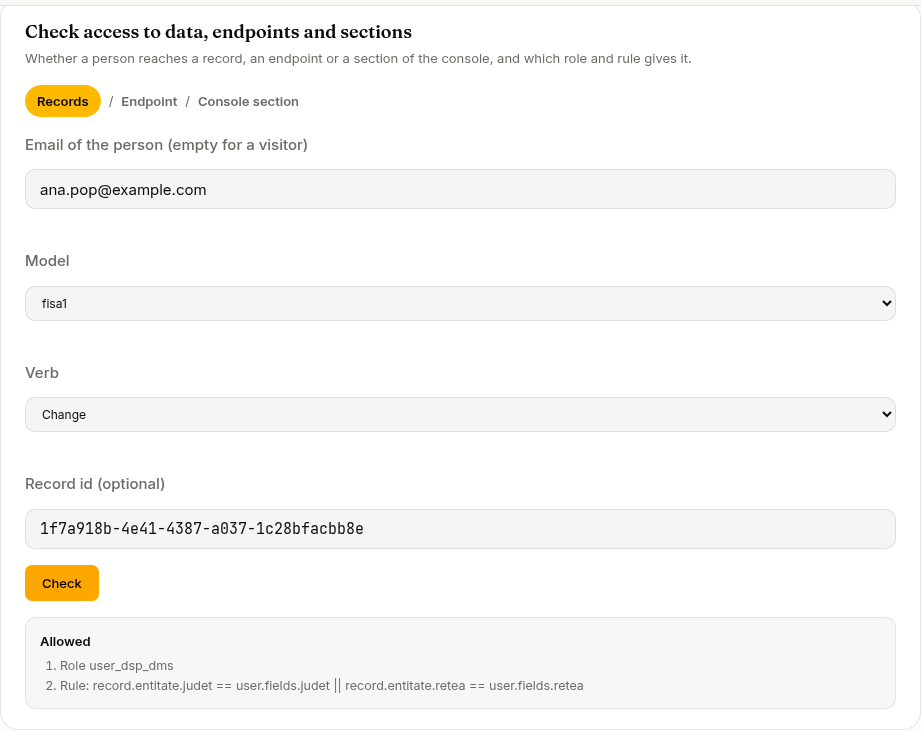 Check access to data, endpoints and sections
Whether a person reaches a record, an endpoint or a section of the console, and which role and rule gives it.
Records / Endpoint / Console section
Email of the person (empty for a visitor)
ana.pop@example.com
Model
fisa1
Verb
Change
Record id (optional)
1f7a918b-4e41-4387-a037-1c28bfacbb8e
Check
Allowed
1. Role user_dsp_dms
2. Rule: record.entitate.judet == user.fields.judet || record.entitate.retea == user.fields.retea